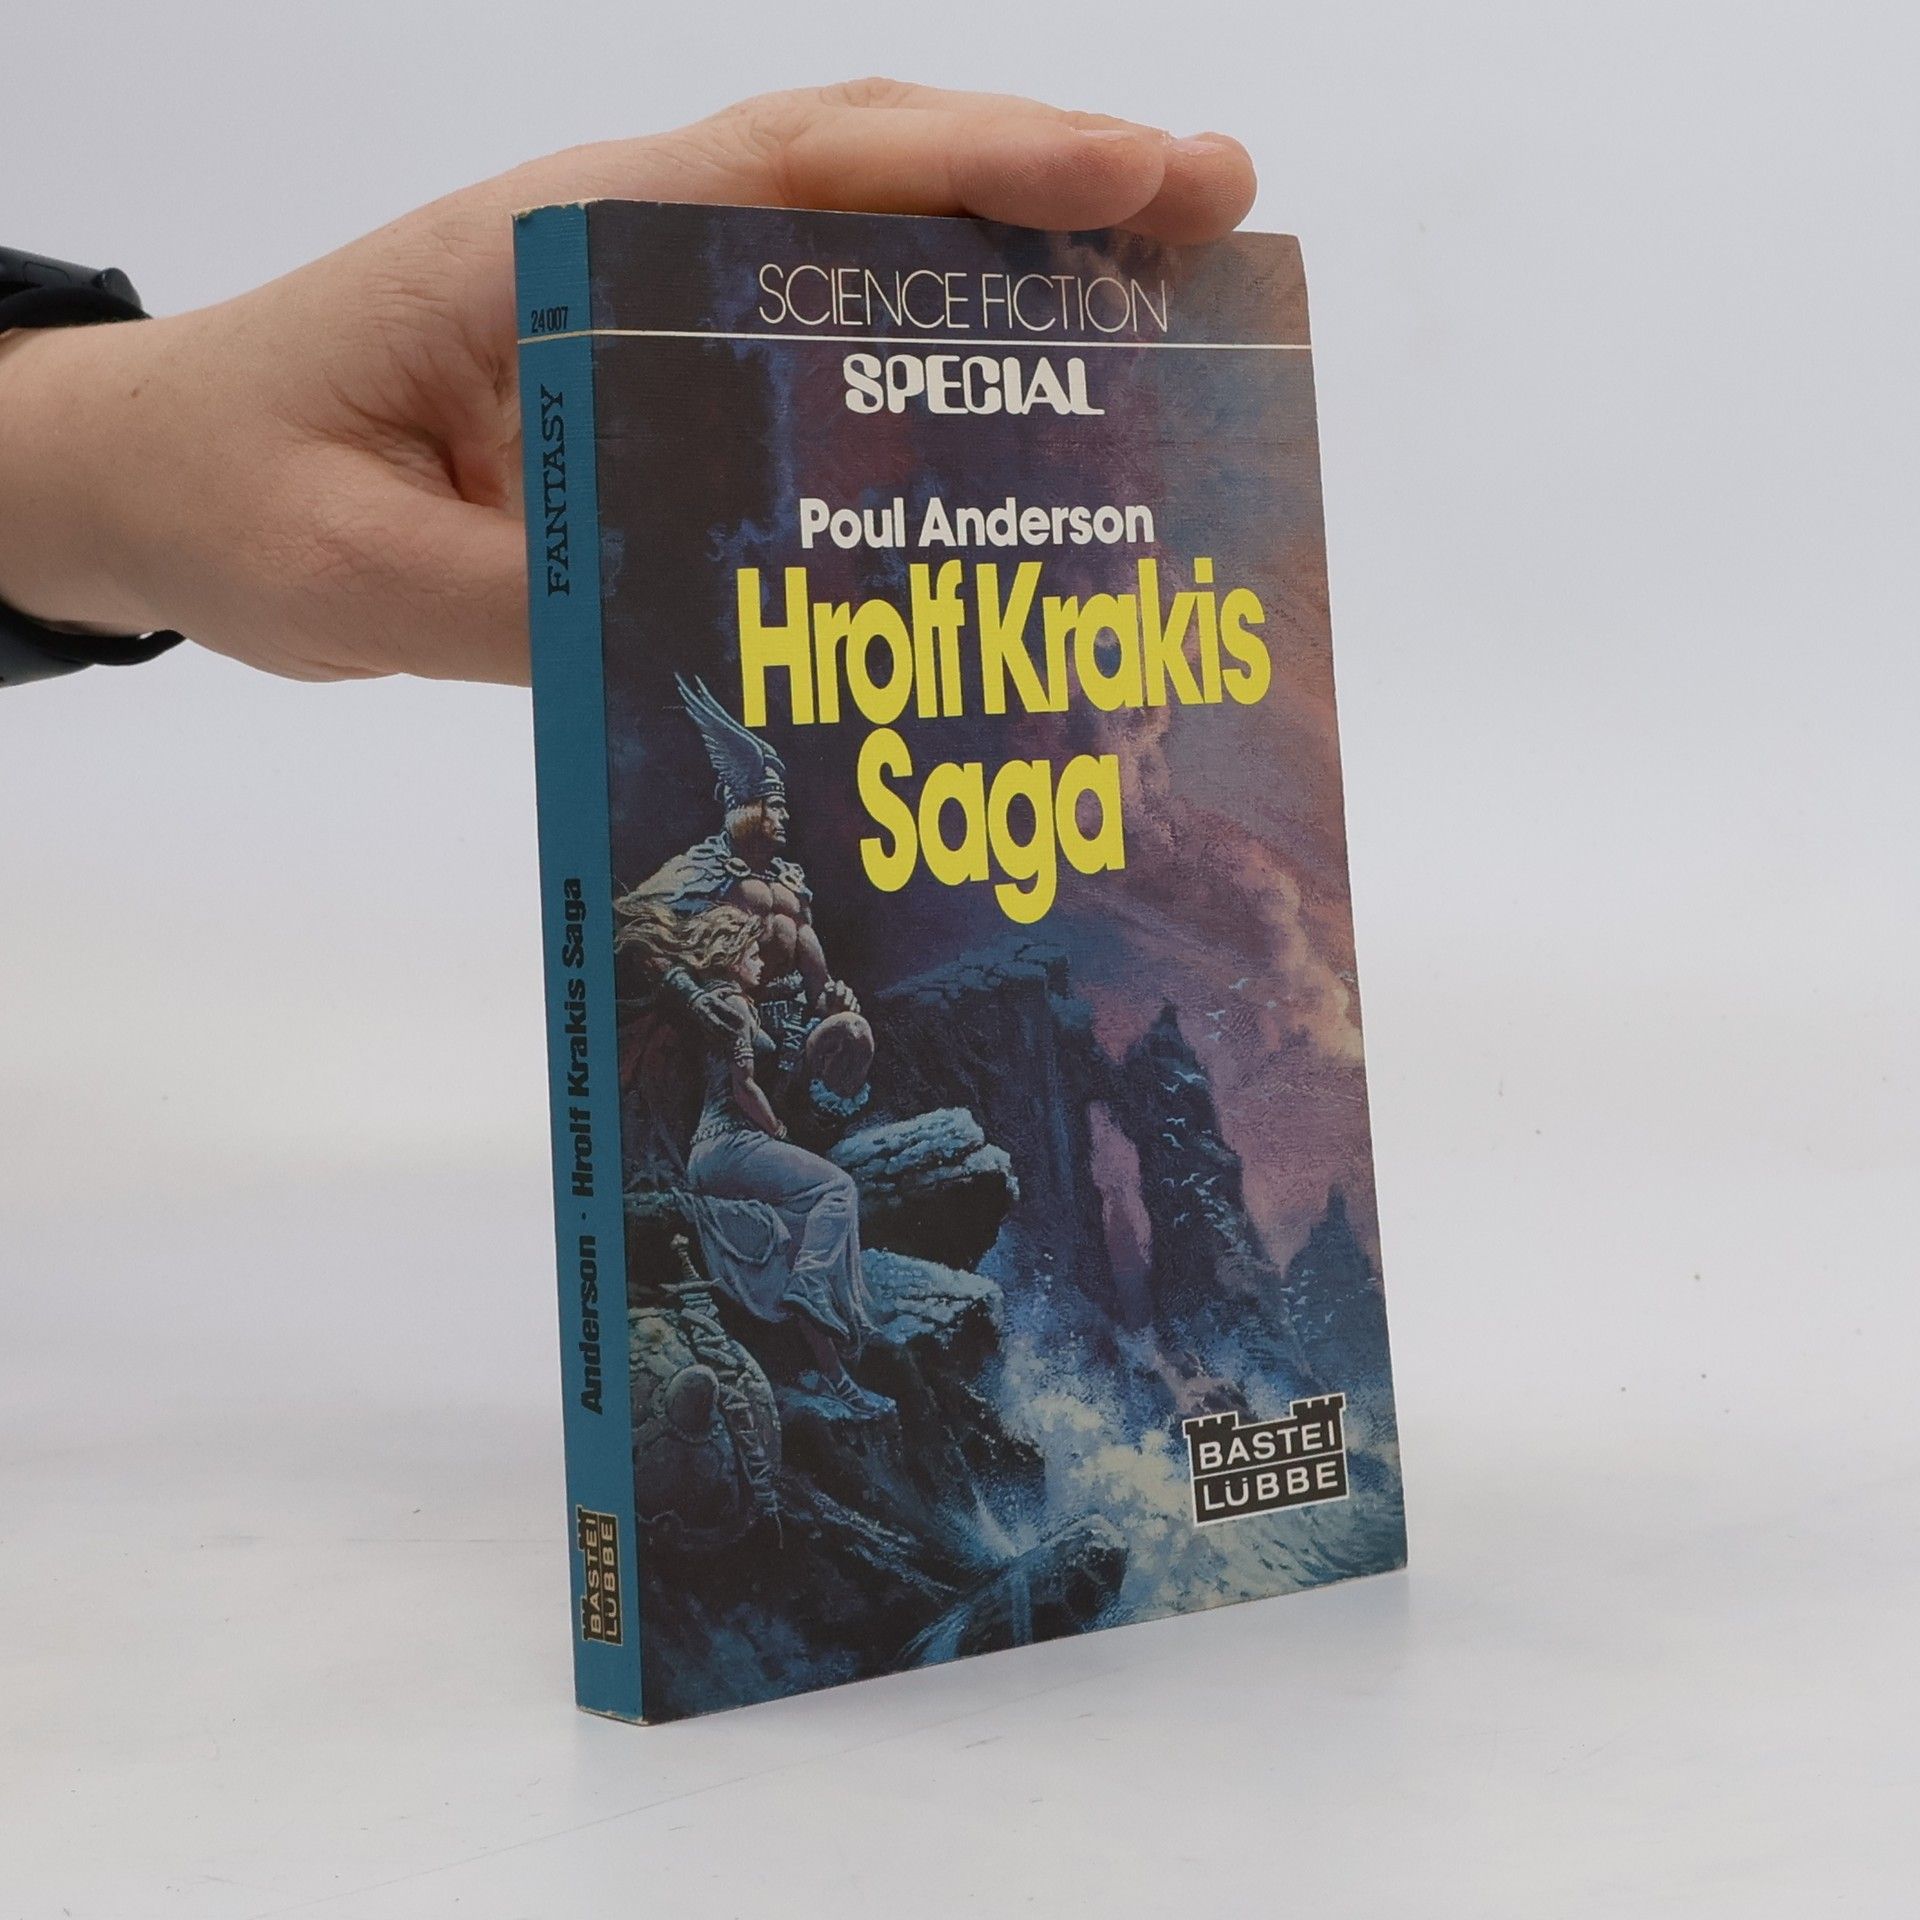 SCIENCE FICTION
SPECIAL
Poul Anderson
Hrolf Krakis
Saga
BASTEI
LÜBBE
24 007
FANTASY
Anderson · Hrolf Krakis Saga
BASTEI
LÜBBE